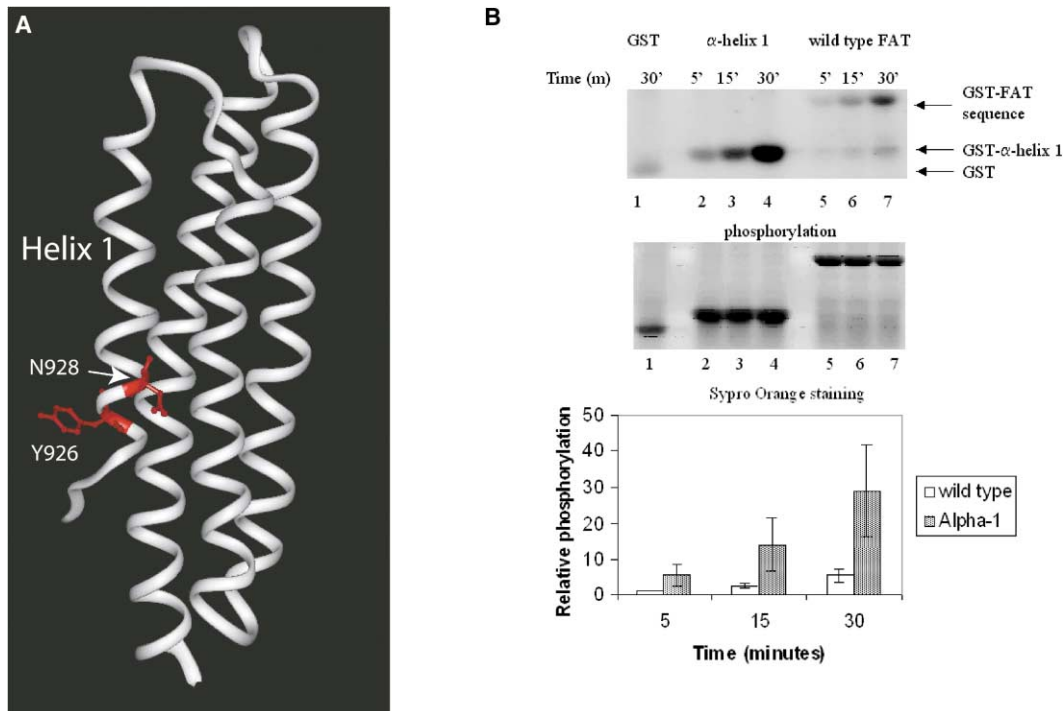 A
Helix 1
N928
Y926
B
GST α-helix 1 wild type FAT
Time (m) 30' 5' 15' 30' 5' 15' 30'
GST-FAT
sequence
GST-α-helix 1
GST
1 2 3 4 5 6 7
phosphorylation
1 2 3 4 5 6 7
Sypro Orange staining
Relative phosphorylation
50
40
30
20
10
0
5 15 30
Time (minutes)
wild type
Alpha-1